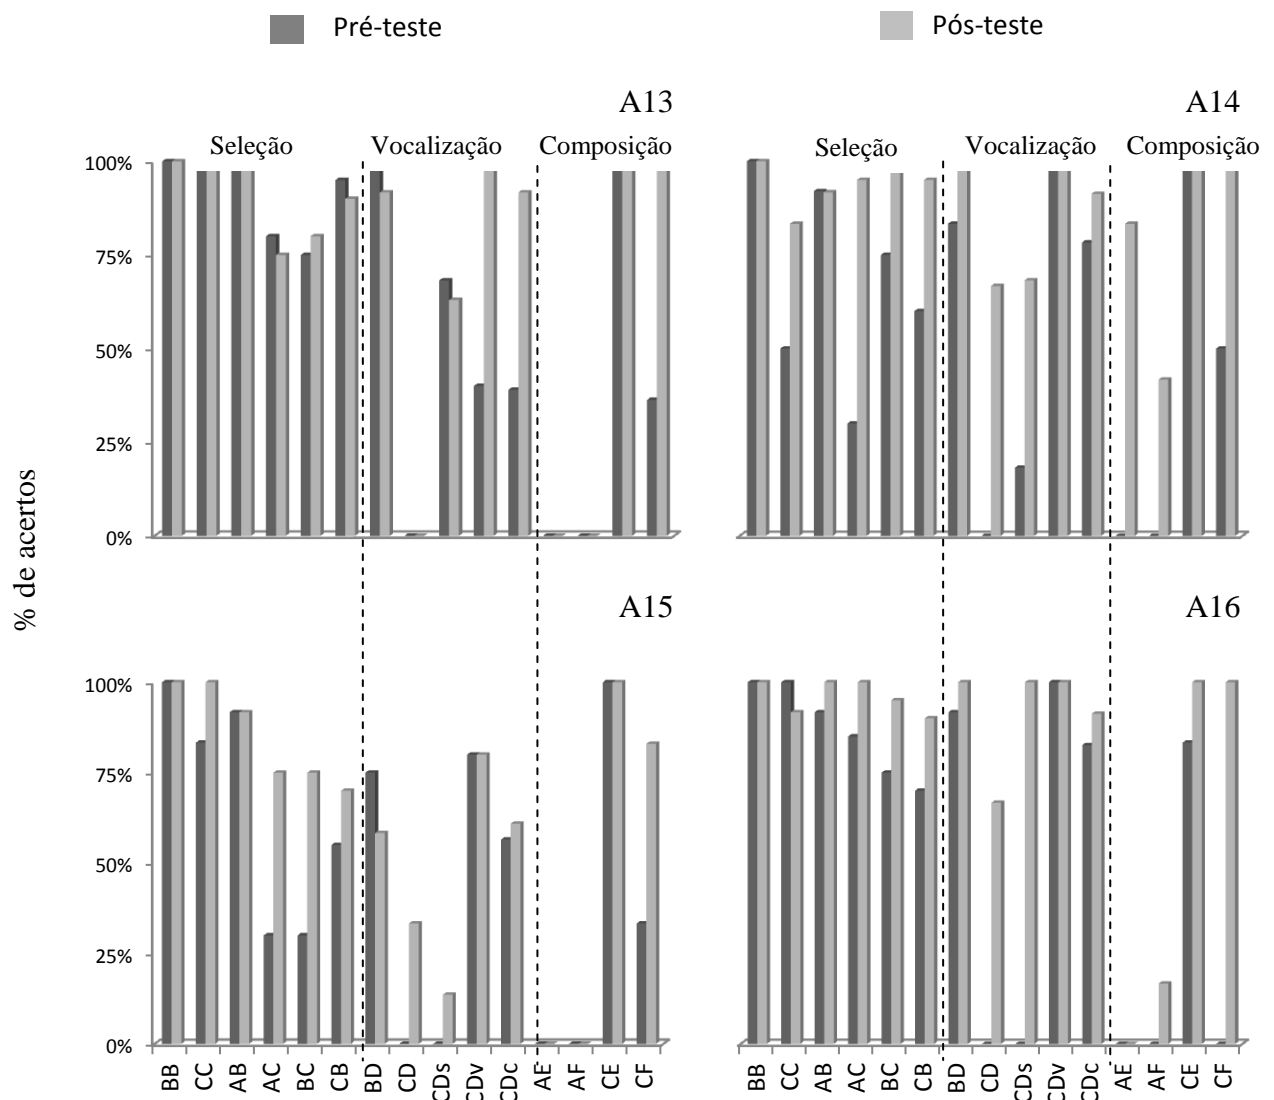 Pré-teste
Pós-teste
A13
A14
Seleção
Vocalização
Composição
Seleção
Vocalização
Composição
100%
75%
50%
25%
0%
% de acertos
A15
A16
100%
75%
50%
25%
0%
BB CC AB AC BC CB BD CD CDs CDv CDc AE AF CE CF
BB CC AB AC BC CB BD CD CDs CDv CDc AE AF CE CF